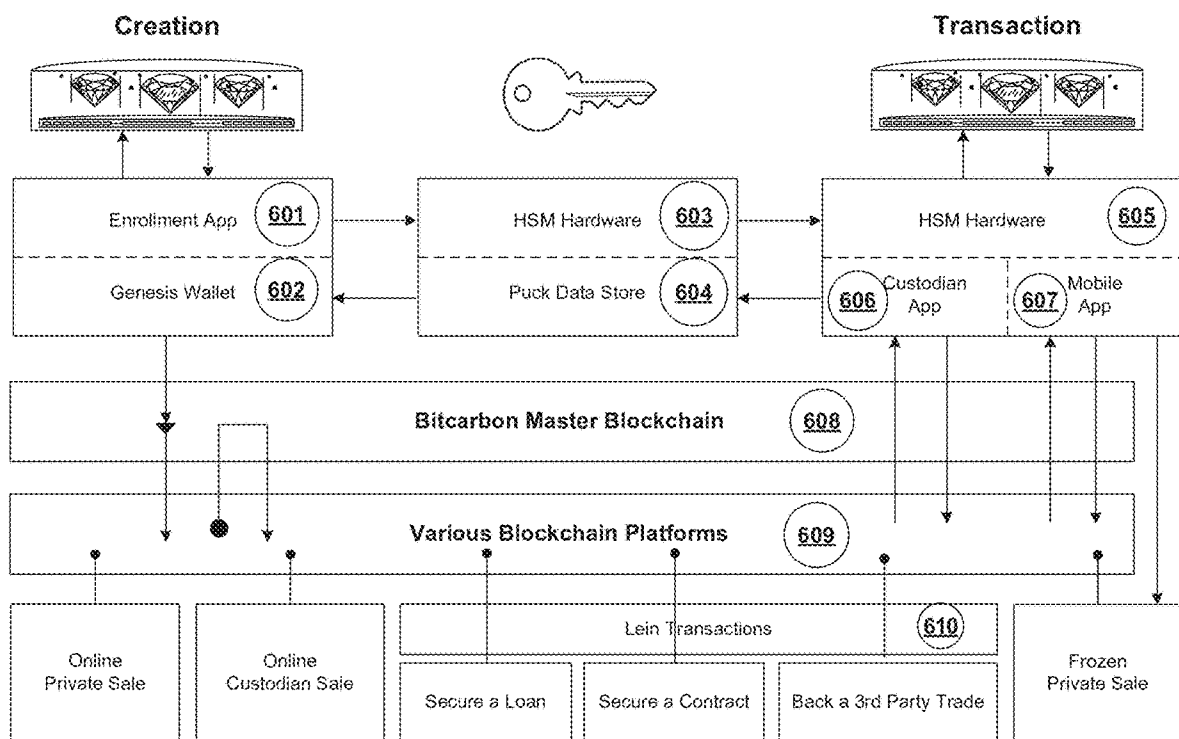 Creation
Transaction
Enrollment App
601
HSM Hardware
603
HSM Hardware
605
Genesis Wallet
602
Puck Data Store
604
606
Custodian
App
607
Mobile
App
Bitcarbon Master Blockchain
608
Various Blockchain Platforms
609
Lein Transactions
610
Online
Private Sale
Online
Custodian Sale
Secure a Loan
Secure a Contract
Back a 3rd Party Trade
Frozen
Private Sale